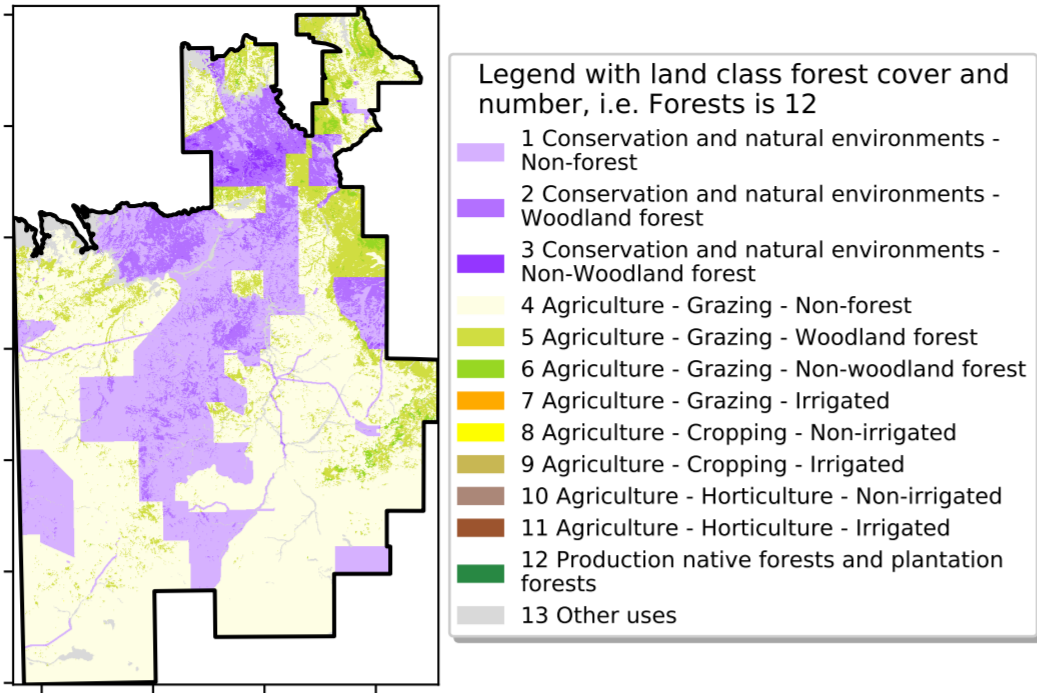 Legend with land class forest cover and
number, i.e. Forests is 12
1 Conservation and natural environments -
Non-forest
2 Conservation and natural environments -
Woodland forest
3 Conservation and natural environments -
Non-Woodland forest
4 Agriculture - Grazing - Non-forest
5 Agriculture - Grazing - Woodland forest
6 Agriculture - Grazing - Non-woodland forest
7 Agriculture - Grazing - Irrigated
8 Agriculture - Cropping - Non-irrigated
9 Agriculture - Cropping - Irrigated
10 Agriculture - Horticulture - Non-irrigated
11 Agriculture - Horticulture - Irrigated
12 Production native forests and plantation
forests
13 Other uses